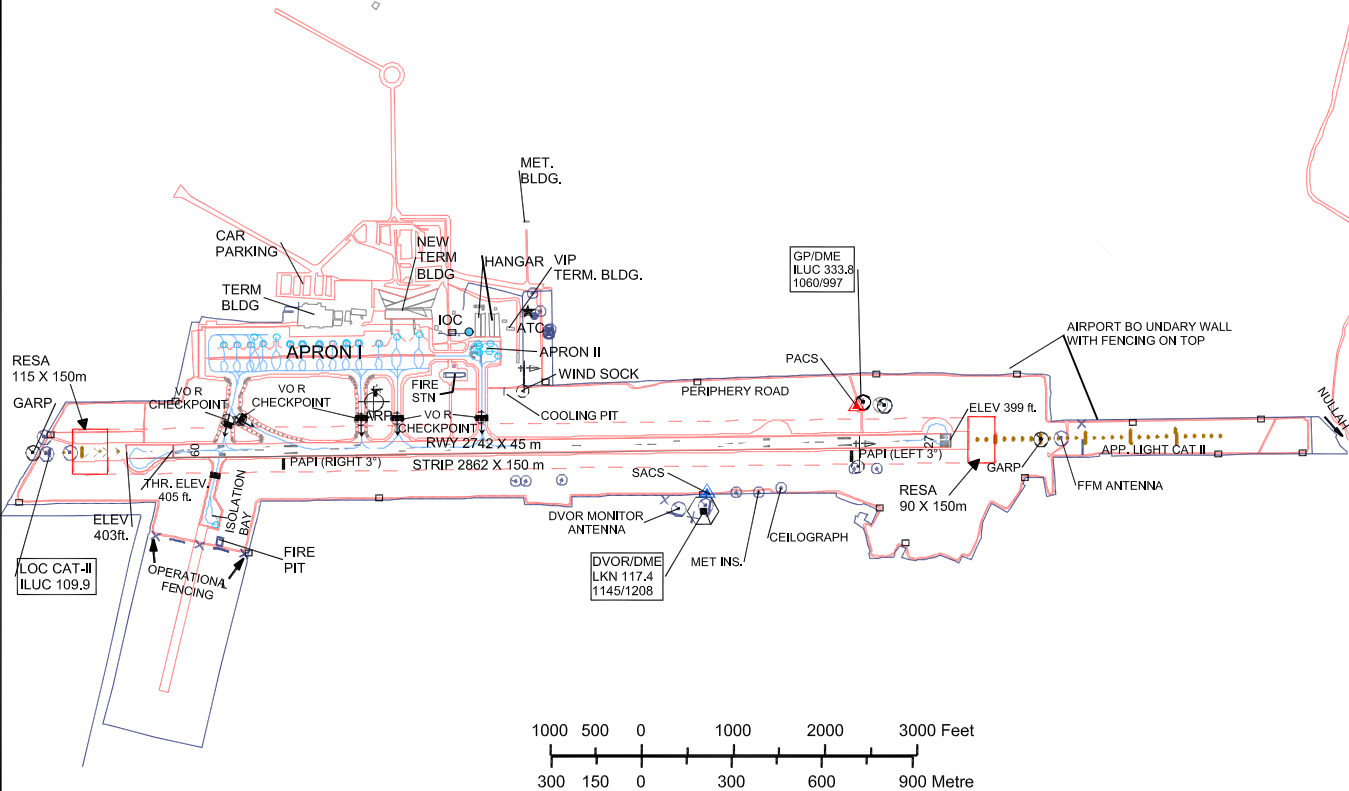 MET.
BLDG.
CAR
PARKING
NEW
TERM
BLDG
HANGAR
VIP
TERM. BLDG.
GP/DME
ILUC 333.8
1060/997
TERM
BLDG
IOC
ATC
AIRPORT BO UNDARY WALL
WITH FENCING ON TOP
APRON I
APRON II
RESA
115 X 150m
PACS
WIND SOCK
FIRE
STN
PERIPHERY ROAD
GARP
VO R
CHECKPOINT
VO R
CHECKPOINT
ARP
VO R
CHECKPOINT
COOLING PIT
ELEV 399 ft.
NULLAH
RWY 2742 X 45 m
60
27
PAPI (RIGHT 3°)
STRIP 2862 X 150 m
PAPI (LEFT 3°)
GARP
APP. LIGHT CAT II
THR. ELEV.
405 ft.
SACS
RESA
90 X 150m
FFM ANTENNA
ELEV
403ft.
ISOLATION
BAY
DVOR MONITOR
ANTENNA
CEILOGRAPH
FIRE
PIT
MET INS.
LOC CAT-II
ILUC 109.9
OPERATIONAL
FENCING
DVOR/DME
LKN 117.4
1145/1208
1000 500 0 1000 2000 3000 Feet
300 150 0 300 600 900 Metre